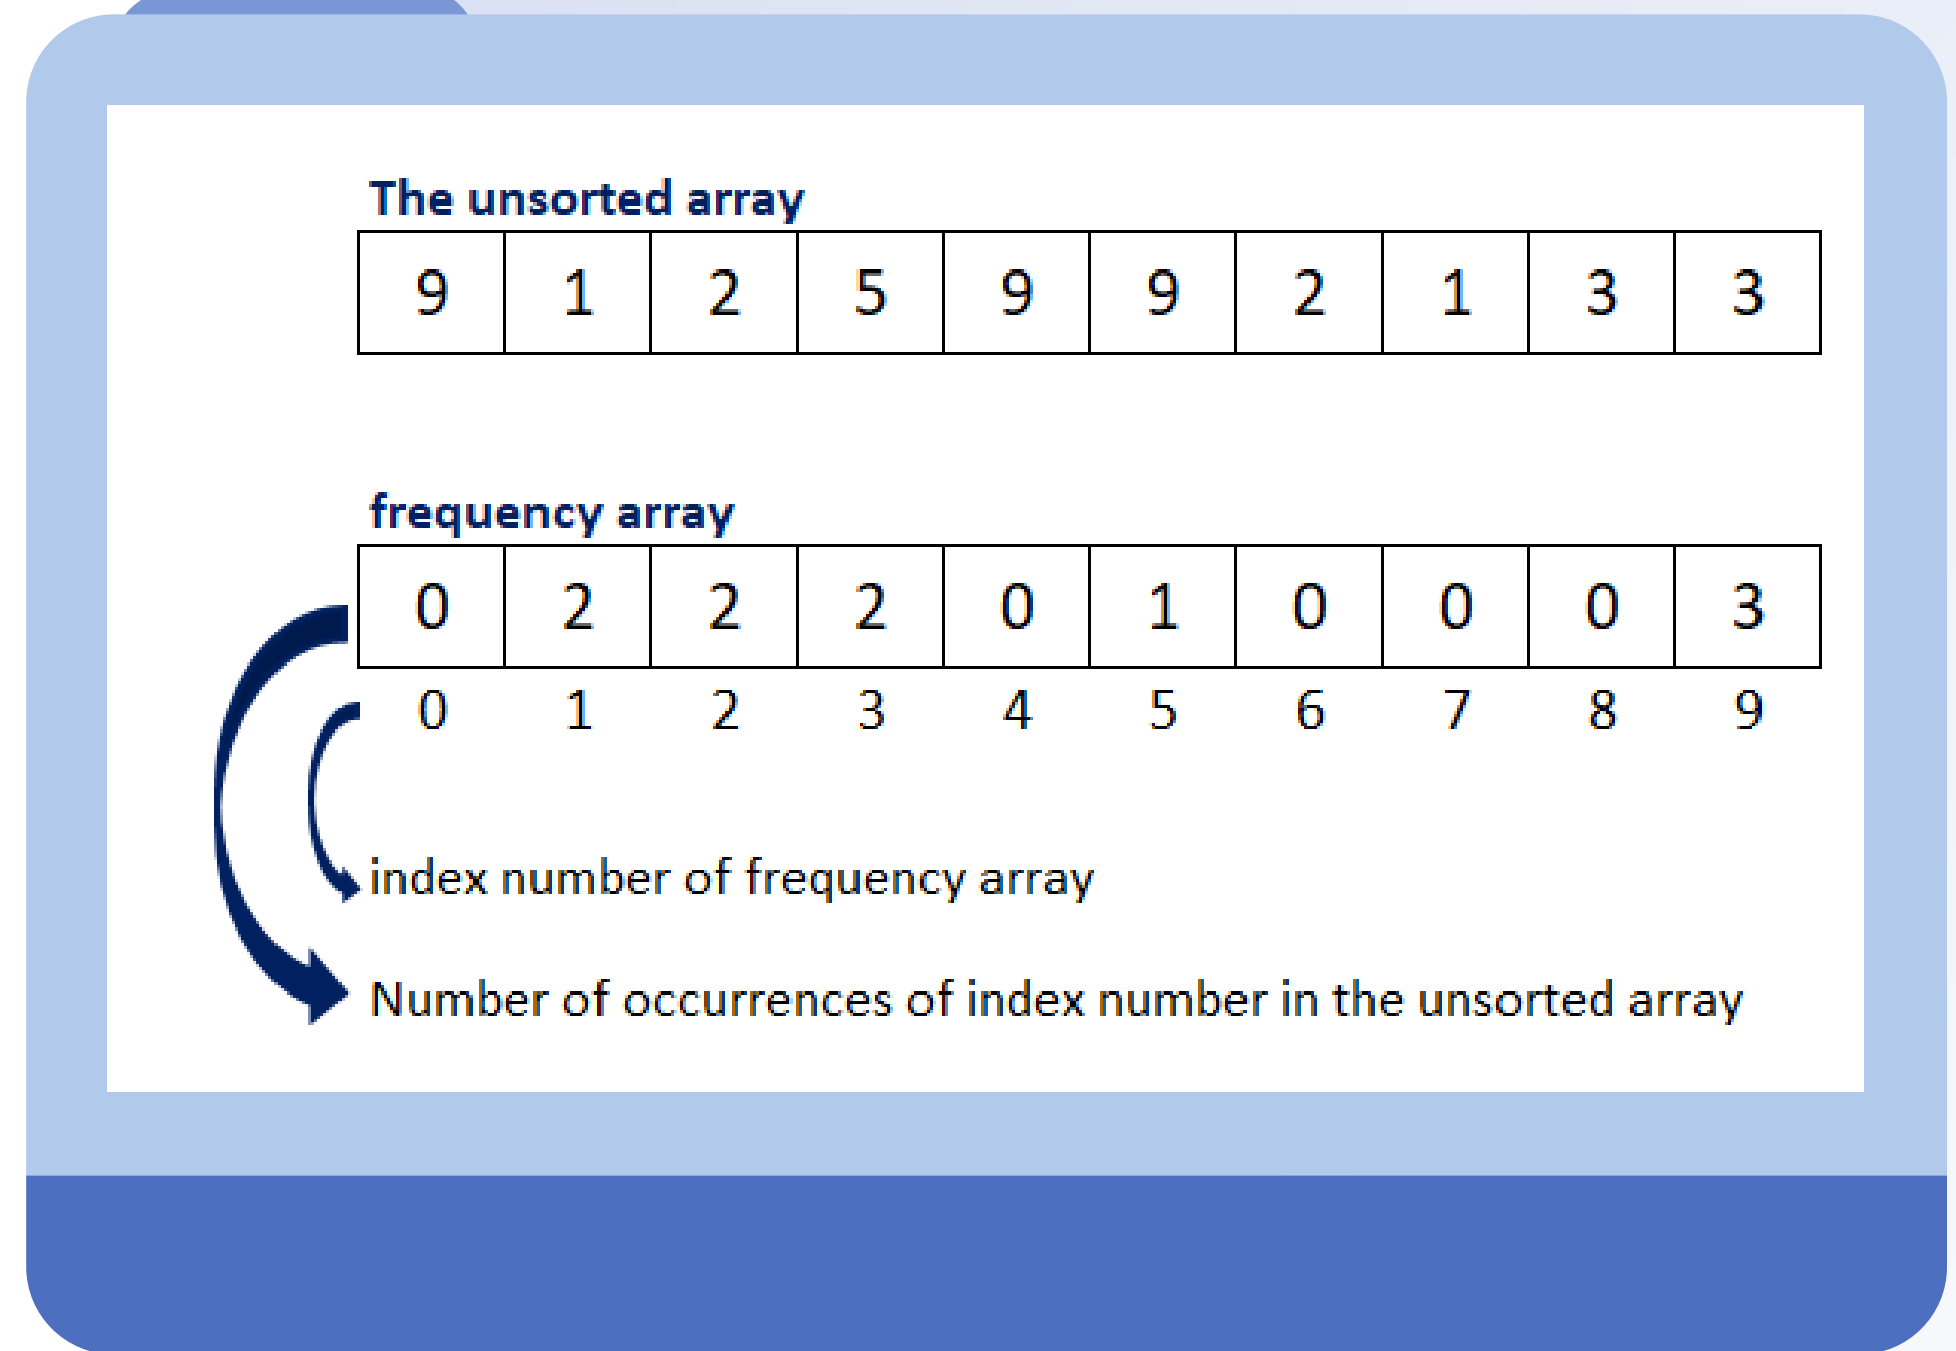 The unsorted array
9 1 2 5 9 9 2 1 3 3
frequency array
0 2 2 2 0 1 0 0 0 3
0 1 2 3 4 5 6 7 8 9
index number of frequency array
Number of occurrences of index number in the unsorted array